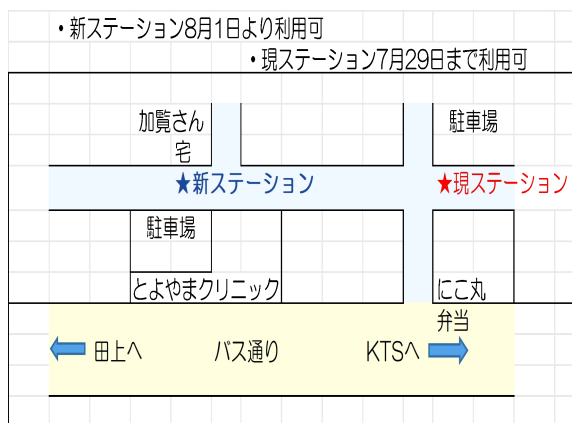 ・新ステーション8月1日より利用可
・現ステーション7月29日まで利用可
加覧さん
宅
駐車場
★新ステーション
★現ステーション
駐車場
とよやまクリニック
にこ丸
弁当
田上へ
バス通り
KTSへ